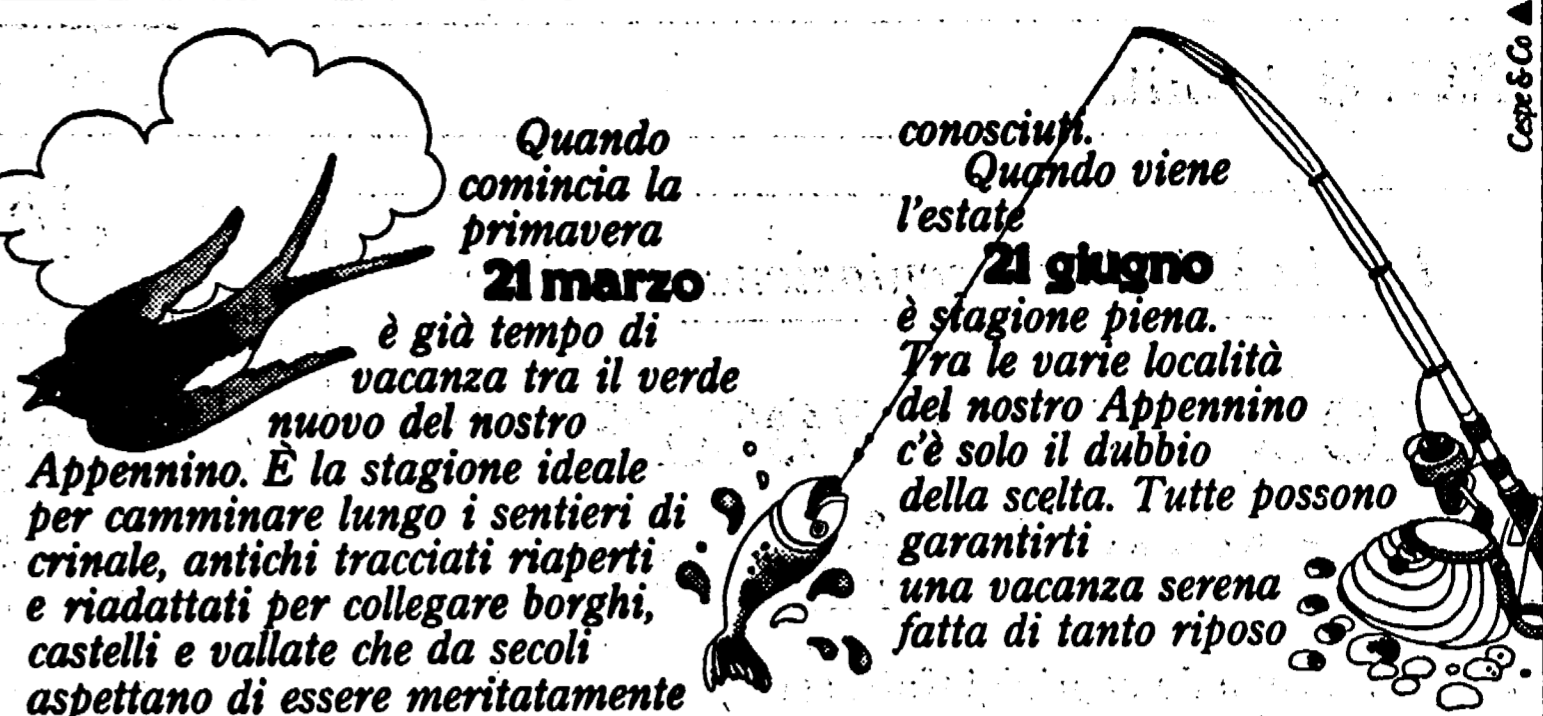 Quando
comincia la
primavera
21 marzo
è già tempo di
vacanza tra il verde
nuovo del nostro
Appennino. È la stagione ideale
per camminare lungo i sentieri di
crinale, antichi tracciati riaperti
e riadattati per collegare borghi,
castelli e vallate che da secoli
aspettano di essere meritatamente
conosciuti.
Quando viene
l'estate
21 giugno
è stagione piena.
Tra le varie località
del nostro Appennino
c'è solo il dubbio
della scelta. Tutte possono
garantirti
una vacanza serena
fatta di tanto riposo
Cespe & Co